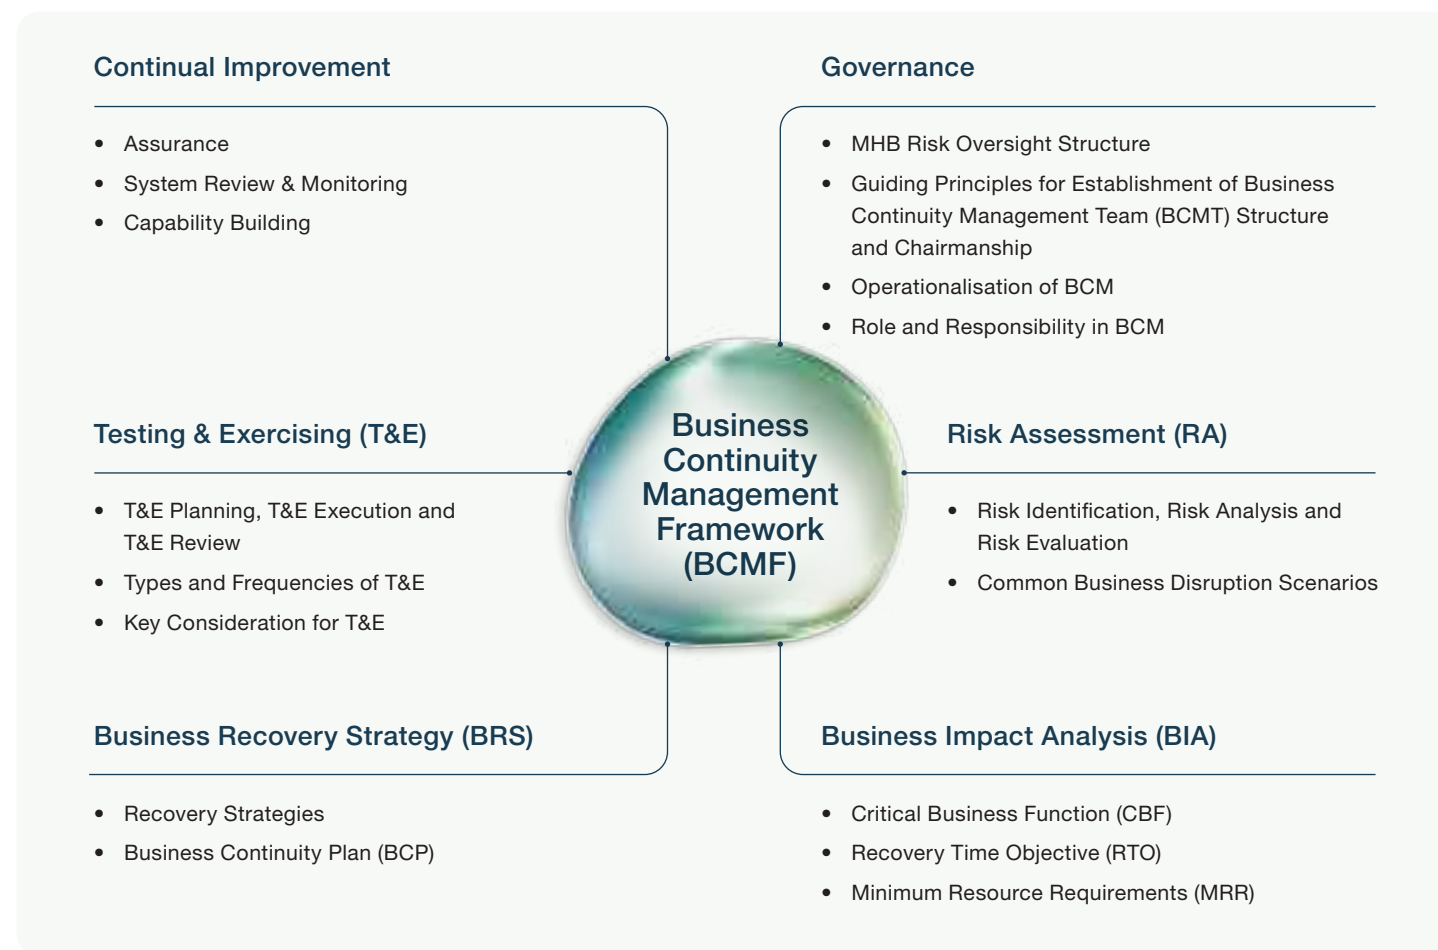 Continual Improvement
• Assurance
• System Review & Monitoring
• Capability Building
Governance
• MHB Risk Oversight Structure
• Guiding Principles for Establishment of Business
Continuity Management Team (BCMT) Structure
and Chairmanship
• Operationalisation of BCM
• Role and Responsibility in BCM
Testing & Exercising (T&E)
• T&E Planning, T&E Execution and
T&E Review
• Types and Frequencies of T&E
• Key Consideration for T&E
Business
Continuity
Management
Framework
(BCMF)
Risk Assessment (RA)
• Risk Identification, Risk Analysis and
Risk Evaluation
• Common Business Disruption Scenarios
Business Recovery Strategy (BRS)
• Recovery Strategies
• Business Continuity Plan (BCP)
Business Impact Analysis (BIA)
• Critical Business Function (CBF)
• Recovery Time Objective (RTO)
• Minimum Resource Requirements (MRR)